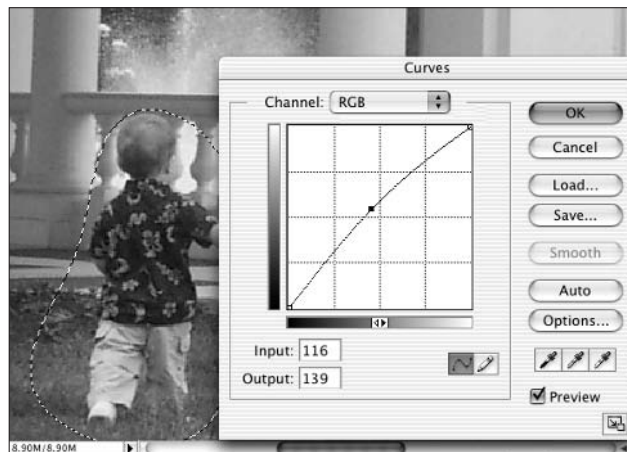 Curves
Channel: RGB
OK
Cancel
Load...
Save...
Smooth
Auto
Options...
Input: 116
Output: 139
Preview
8.90M/8.90M